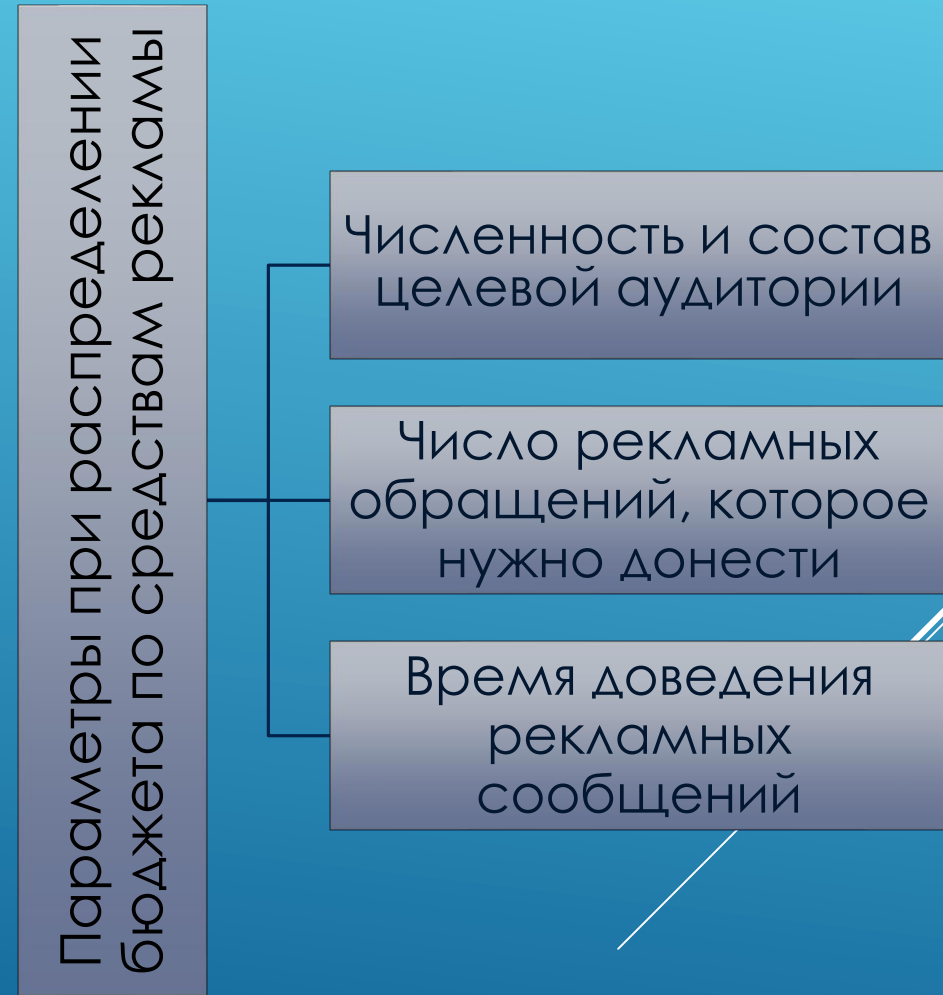 Параметры при распределении
бюджета по средствам рекламы
Численность и состав
целевой аудитории
Число рекламных
обращений, которое
нужно донести
Время доведения
рекламных
сообщений